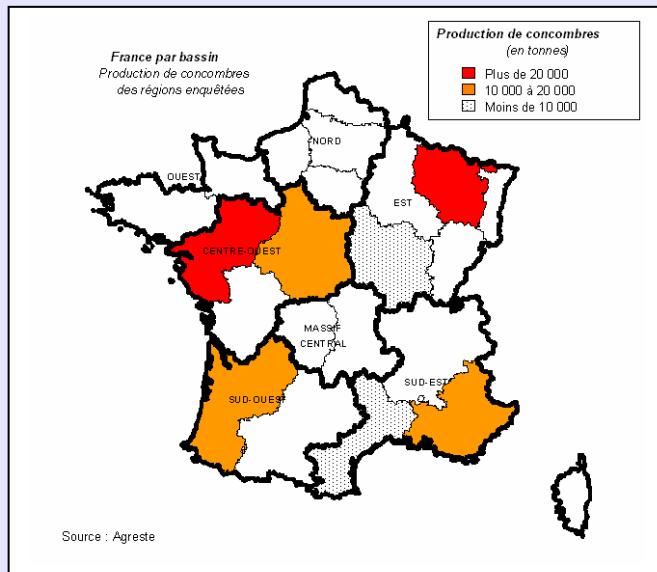 France par bassin
Production de concombres
des régions enquêtées
Production de concombres
(en tonnes)
Plus de 20 000
10 000 à 20 000
Moins de 10 000
NORD
OUEST
EST
CENTRE-OUEST
MASSIF
CENTRAL
SUD-EST
SUD-OUEST
Source : Agreste